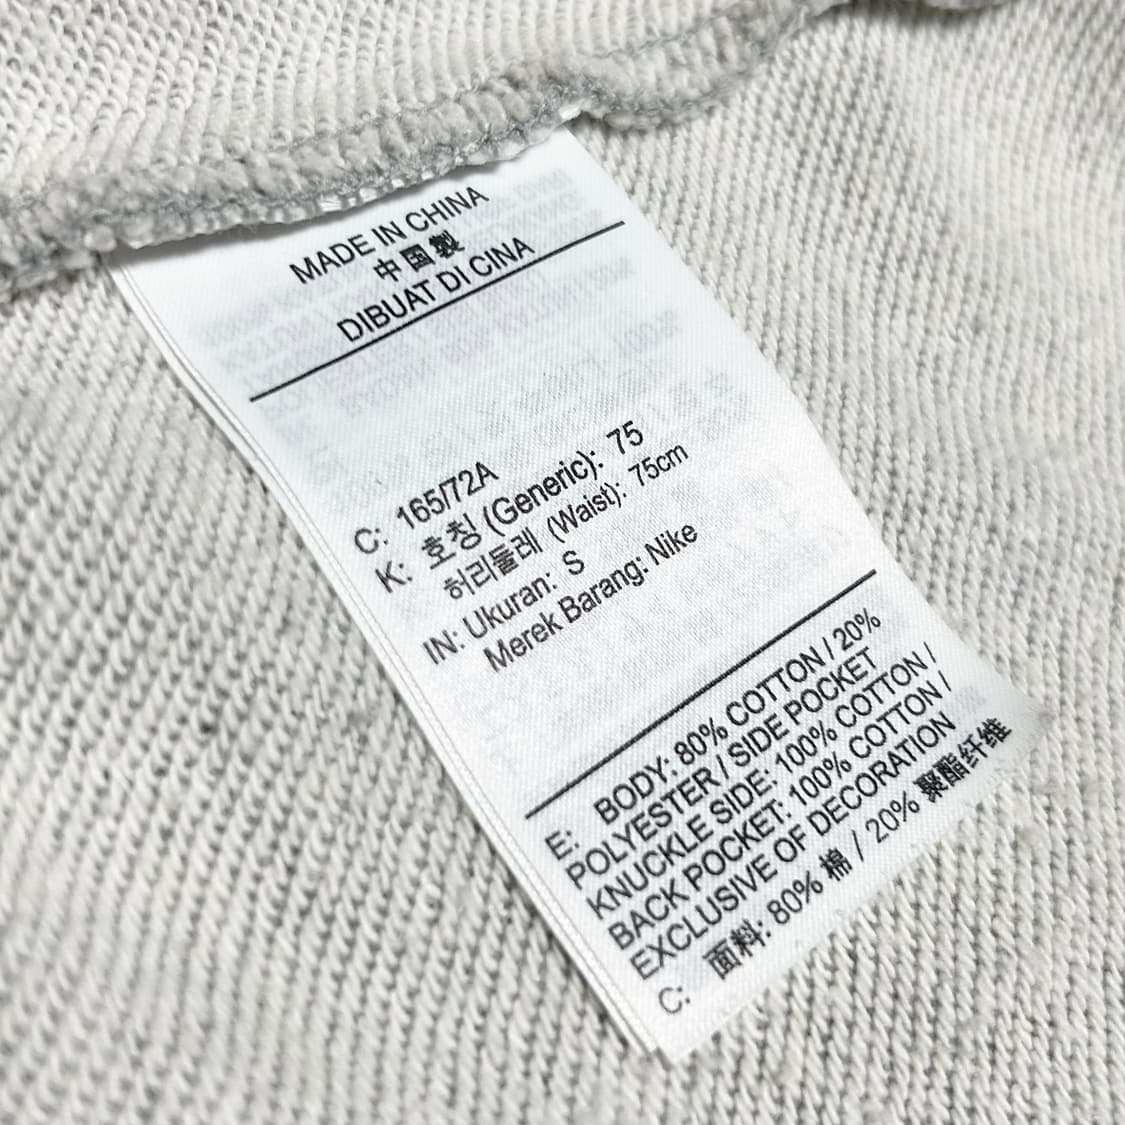 MADE IN CHINA
中国製
DIBUAT DI CINA
C: 165/72A
K: 호칭 (Generic): 75
허리둘레 (Waist): 75cm
IN: Ukuran: S
Merek Barang: Nike
E: BODY: 80% COTTON / 20%
POLYESTER / SIDE POCKET
KNUCKLE SIDE: 100% COTTON /
BACK POCKET: 100% COTTON /
EXCLUSIVE OF DECORATION
C: 面料: 80% 棉 / 20% 聚酯纤维